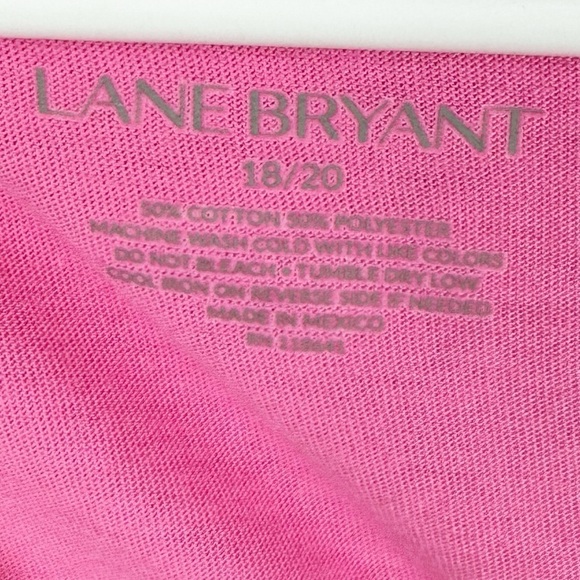 LANE BRYANT
18/20
50% COTTON 50% POLYESTER
MACHINE WASH COLD WITH LIKE COLORS
DO NOT BLEACH • TUMBLE DRY LOW
COOL IRON ON REVERSE SIDE IF NEEDED
MADE IN MEXICO
RN